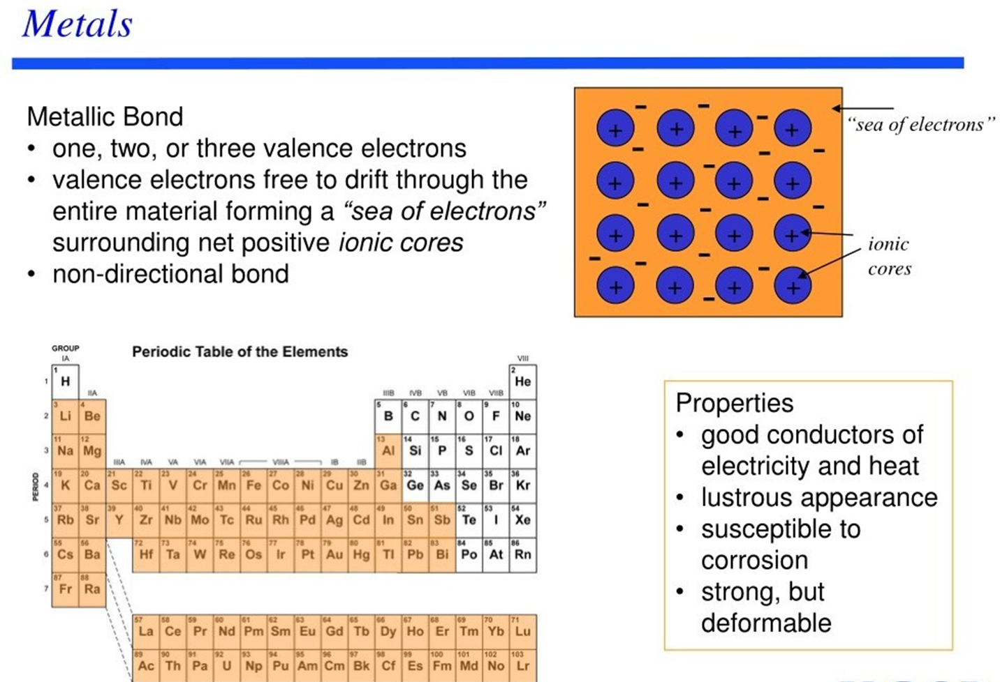 Metals
Metallic Bond
• one, two, or three valence electrons
• valence electrons free to drift through the
entire material forming a “sea of electrons”
surrounding net positive ionic cores
• non-directional bond
“sea of electrons”
ionic
cores
Periodic Table of the Elements
GROUP
IA
VIII
1 2
1 H He
IIA IIIB IVB VB VIB VIIB
3 4 5 6 7 8 9 10
2 Li Be B C N O F Ne
11 12 13 14 15 16 17 18
3 Na Mg Al Si P S Cl Ar
IIIA IVA VA VIA VIIA VIIIA IB IIB
19 20 21 22 23 24 25 26 27 28 29 30 31 32 33 34 35 36
4 K Ca Sc Ti V Cr Mn Fe Co Ni Cu Zn Ga Ge As Se Br Kr
PERIOD
37 38 39 40 41 42 43 44 45 46 47 48 49 50 51 52 53 54
5 Rb Sr Y Zr Nb Mo Tc Ru Rh Pd Ag Cd In Sn Sb Te I Xe
55 56 72 73 74 75 76 77 78 79 80 81 82 83 84 85 86
6 Cs Ba Hf Ta W Re Os Ir Pt Au Hg Tl Pb Bi Po At Rn
87 88
7 Fr Ra
57 58 59 60 61 62 63 64 65 66 67 68 69 70 71
La Ce Pr Nd Pm Sm Eu Gd Tb Dy Ho Er Tm Yb Lu
89 90 91 92 93 94 95 96 97 98 99 100 101 102 103
Ac Th Pa U Np Pu Am Cm Bk Cf Es Fm Md No Lr
Properties
• good conductors of
electricity and heat
• lustrous appearance
• susceptible to
corrosion
• strong, but
deformable